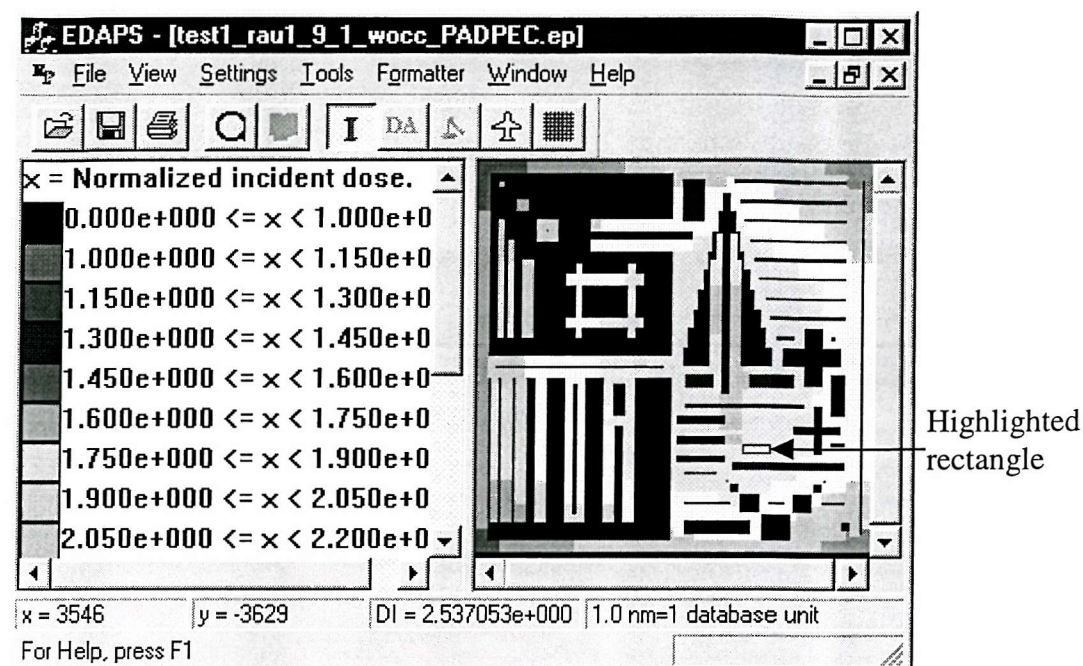 EDAPS - [test1_rau1_9_1_wocc_PADPEC.ep]
File View Settings Tools Formatter Window Help
I DA
x = Normalized incident dose.
0.000e+000 <= x < 1.000e+0
1.000e+000 <= x < 1.150e+0
1.150e+000 <= x < 1.300e+0
1.300e+000 <= x < 1.450e+0
1.450e+000 <= x < 1.600e+0
1.600e+000 <= x < 1.750e+0
1.750e+000 <= x < 1.900e+0
1.900e+000 <= x < 2.050e+0
2.050e+000 <= x < 2.200e+0
Highlighted
rectangle
x = 3546 y = -3629 DI = 2.537053e+000 1.0 nm=1 database unit
For Help, press F1